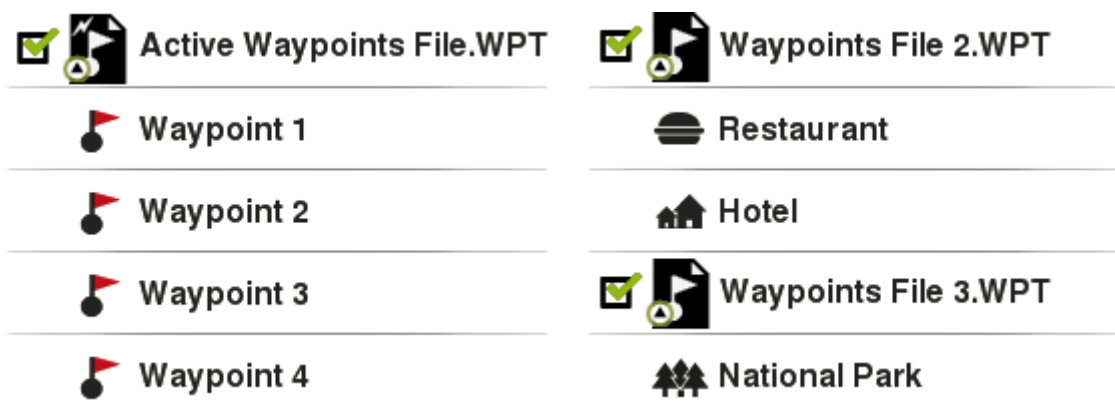 Active Waypoints File.WPT
Waypoint 1
Waypoint 2
Waypoint 3
Waypoint 4
Waypoints File 2.WPT
Restaurant
Hotel
Waypoints File 3.WPT
National Park